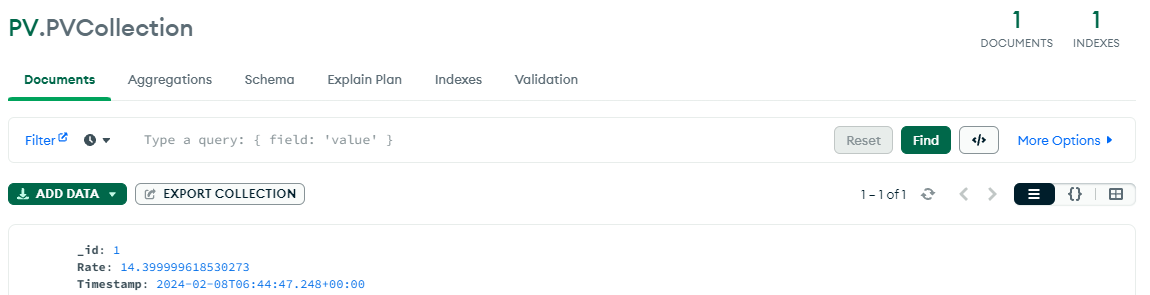 PV.PVCollection
1 1
DOCUMENTS INDEXES
Documents Aggregations Schema Explain Plan Indexes Validation
Filter Type a query: { field: 'value' } Reset Find </> More Options
ADD DATA EXPORT COLLECTION 1 – 1 of 1 {}
_id: 1
Rate: 14.399999618530273
Timestamp: 2024-02-08T06:44:47.248+00:00